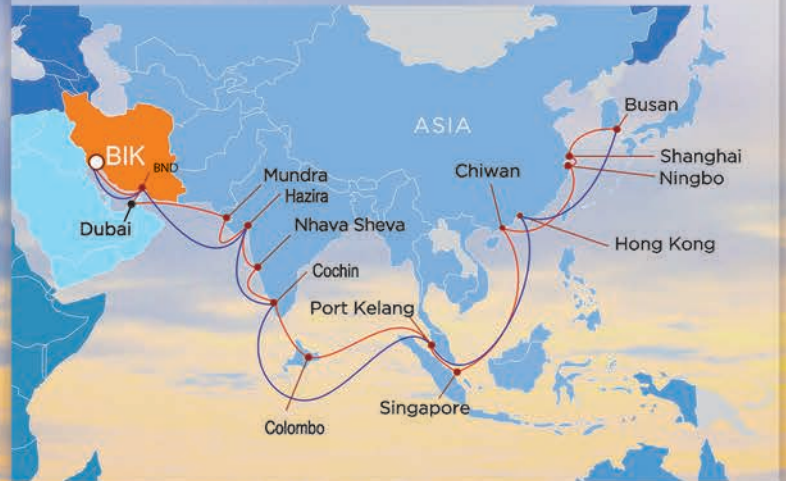 Busan
ASIA
BIK
BND
Shanghai
Chiwan
Mundra
Ningbo
Hazira
Dubai
Nhava Sheva
Hong Kong
Cochin
Port Kelang
Singapore
Colombo